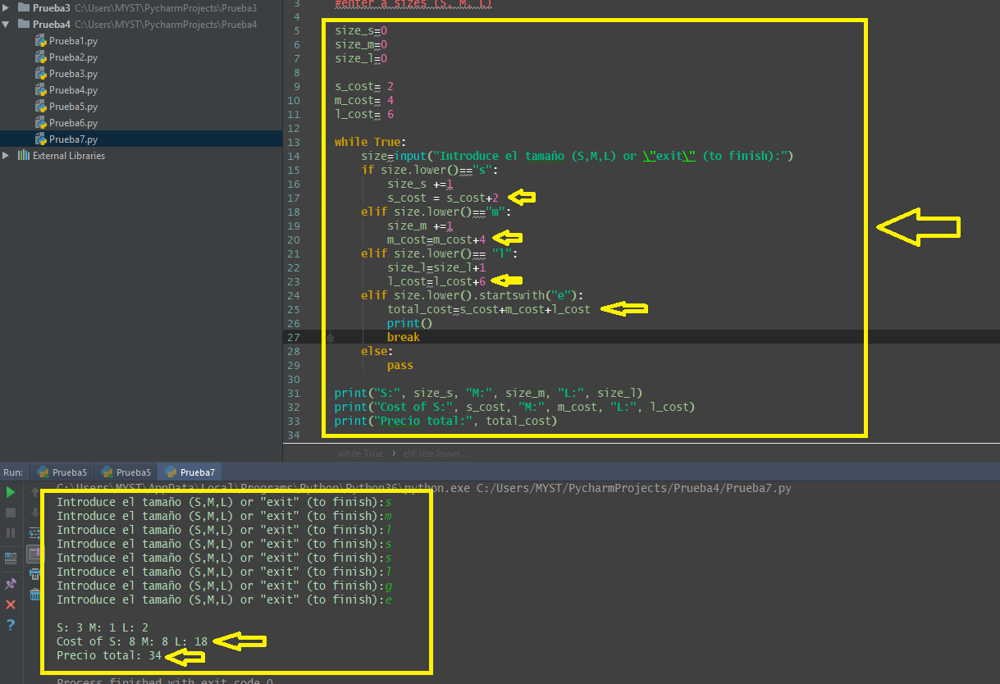 Prueba3 C:\Users\MYST\PycharmProjects\Prueba3
Prueba4 C:\Users\MYST\PycharmProjects\Prueba4
Prueba1.py
Prueba2.py
Prueba3.py
Prueba4.py
Prueba5.py
Prueba6.py
Prueba7.py
External Libraries
3 #enter a sizes (S, M, L)
4
5 size_s=0
6 size_m=0
7 size_l=0
8
9 s_cost= 2
10 m_cost= 4
11 l_cost= 6
12
13 while True:
14 size=input("Introduce el tamaño (S,M,L) or \"exit\" (to finish):")
15 if size.lower()=="s":
16 size_s +=1
17 s_cost = s_cost+2
18 elif size.lower()=="m":
19 size_m +=1
20 m_cost=m_cost+4
21 elif size.lower()== "l":
22 size_l=size_l+1
23 l_cost=l_cost+6
24 elif size.lower().startswith("e"):
25 total_cost=s_cost+m_cost+l_cost
26 print()
27 break
28 else:
29 pass
30
31 print("S:", size_s, "M:", size_m, "L:", size_l)
32 print("Cost of S:", s_cost, "M:", m_cost, "L:", l_cost)
33 print("Precio total:", total_cost)
34
while True › elif size.lower...
Run: Prueba5 Prueba5 Prueba7
C:\Users\MYST\AppData\Local\Programs\Python\Python36\python.exe C:/Users/MYST/PycharmProjects/Prueba4/Prueba7.py
Introduce el tamaño (S,M,L) or "exit" (to finish):s
Introduce el tamaño (S,M,L) or "exit" (to finish):m
Introduce el tamaño (S,M,L) or "exit" (to finish):l
Introduce el tamaño (S,M,L) or "exit" (to finish):s
Introduce el tamaño (S,M,L) or "exit" (to finish):s
Introduce el tamaño (S,M,L) or "exit" (to finish):l
Introduce el tamaño (S,M,L) or "exit" (to finish):g
Introduce el tamaño (S,M,L) or "exit" (to finish):e
S: 3 M: 1 L: 2
Cost of S: 8 M: 8 L: 18
Precio total: 34
Process finished with exit code 0